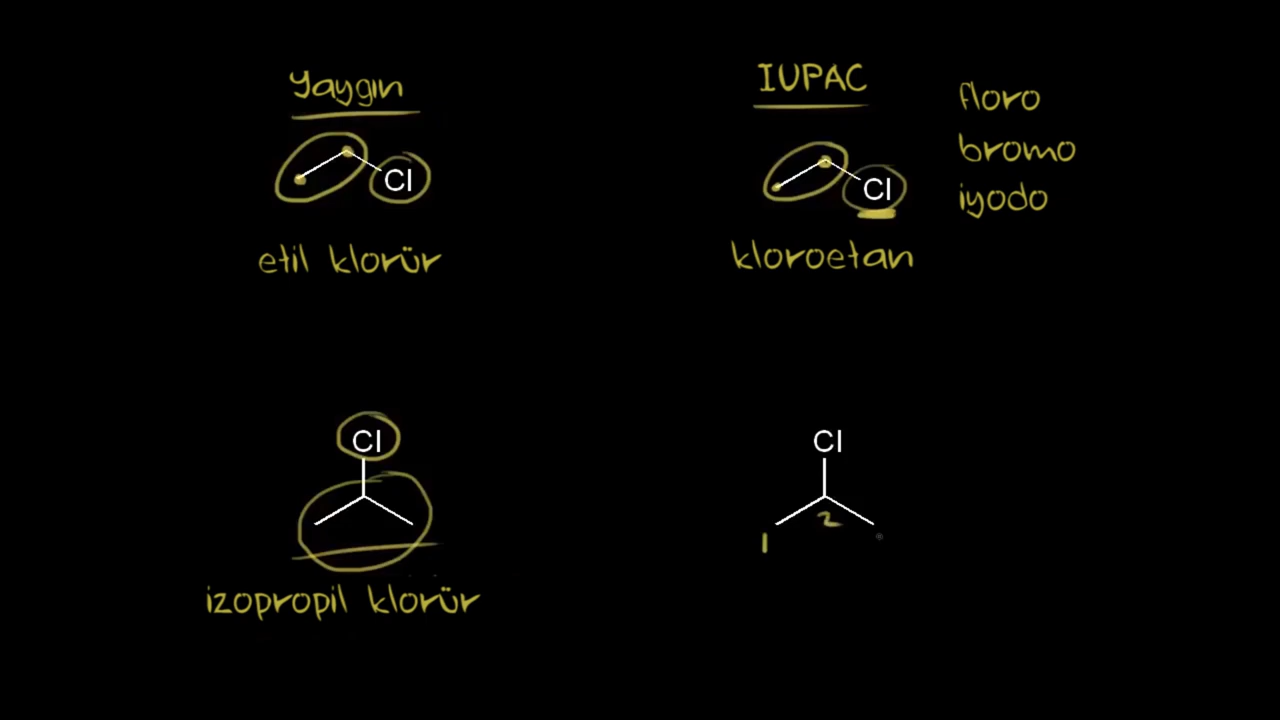 yaygın
Cl
etil klorür
IUPAC
Cl
kloroetan
floro
bromo
iyodo
Cl
izopropil klorür
Cl
1 2